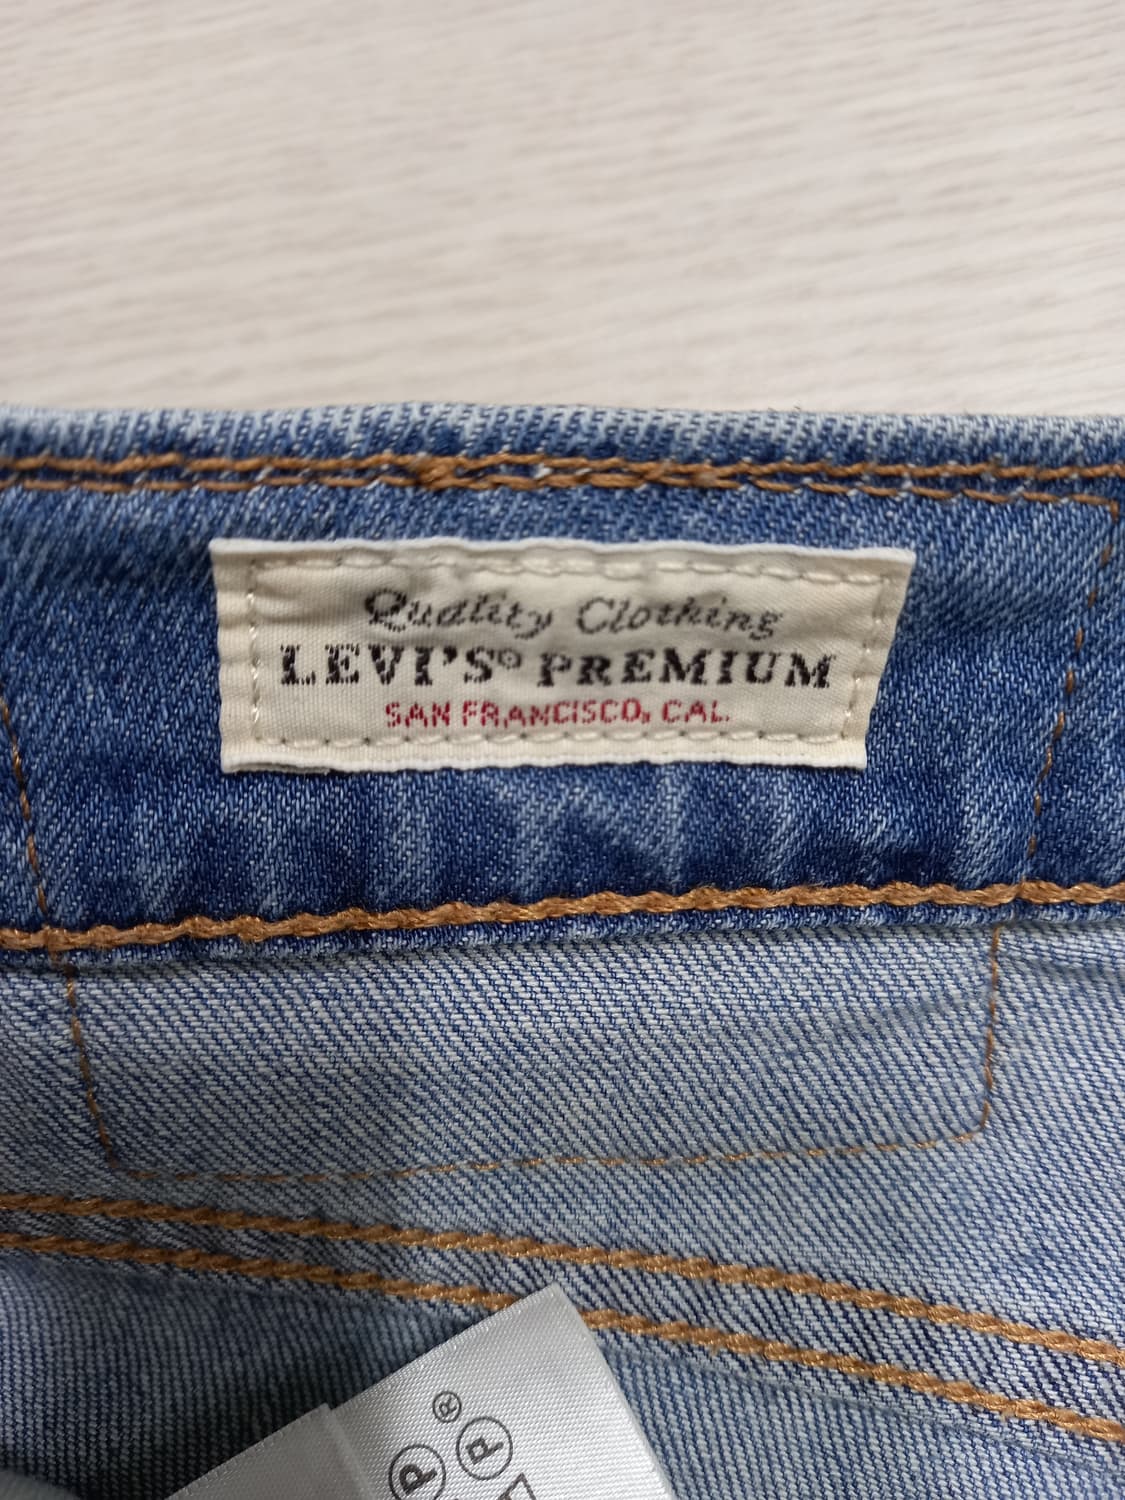 Quality Clothing
LEVI'S® PREMIUM
SAN FRANCISCO, CAL.
®
P
P